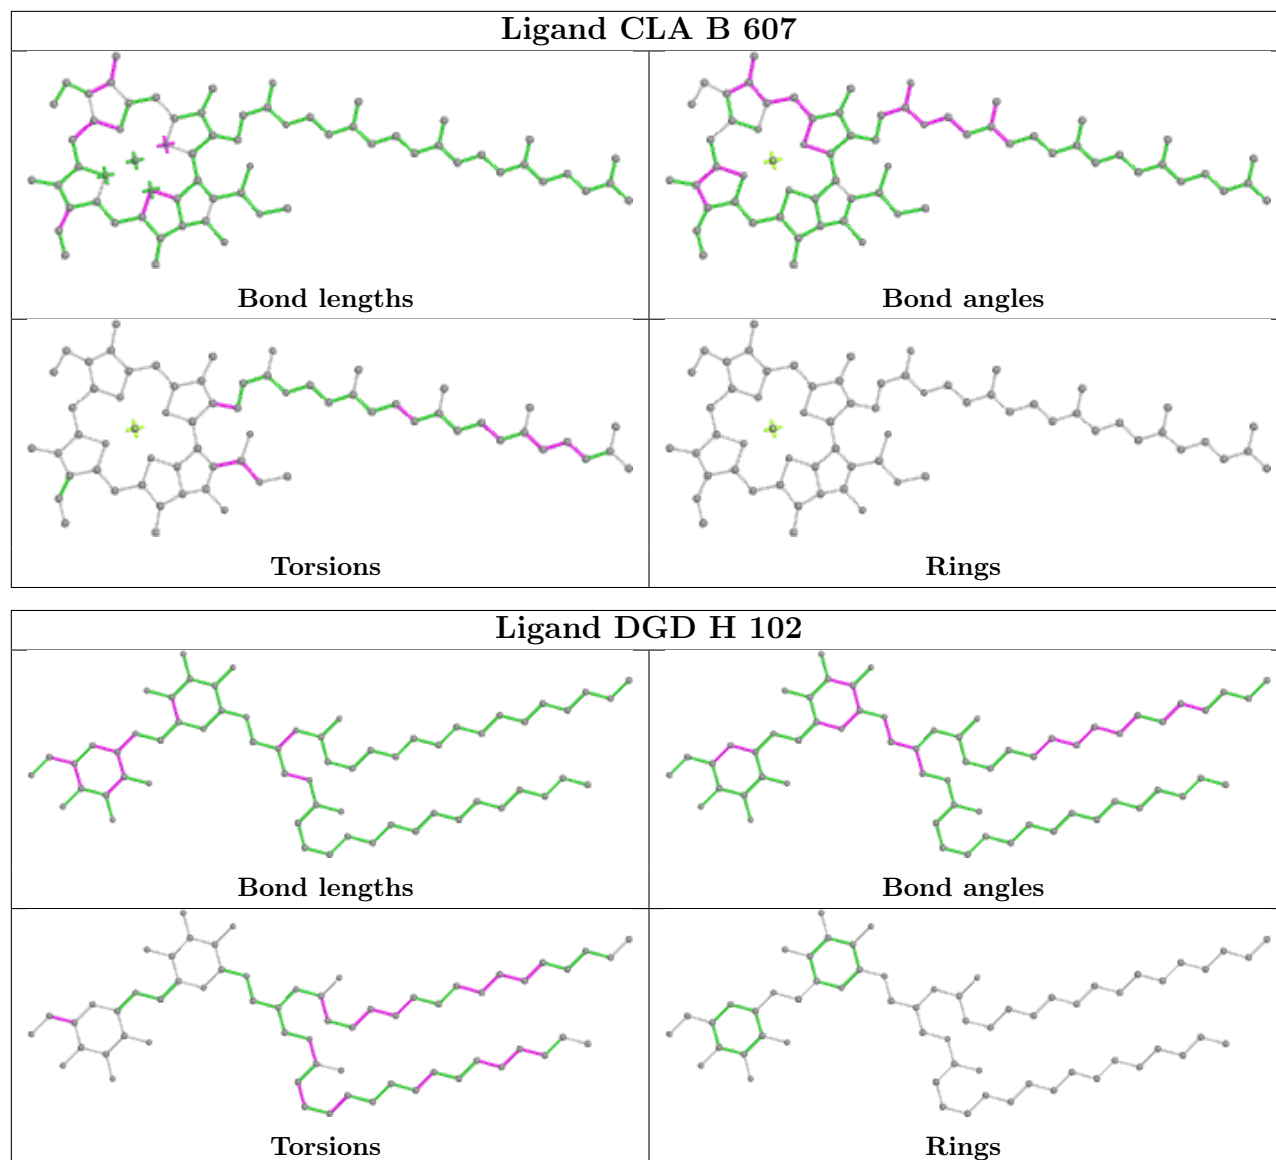 Ligand CLA B 607
Bond lengths
Bond angles
Torsions
Rings
Ligand DGD H 102
Bond lengths
Bond angles
Torsions
Rings